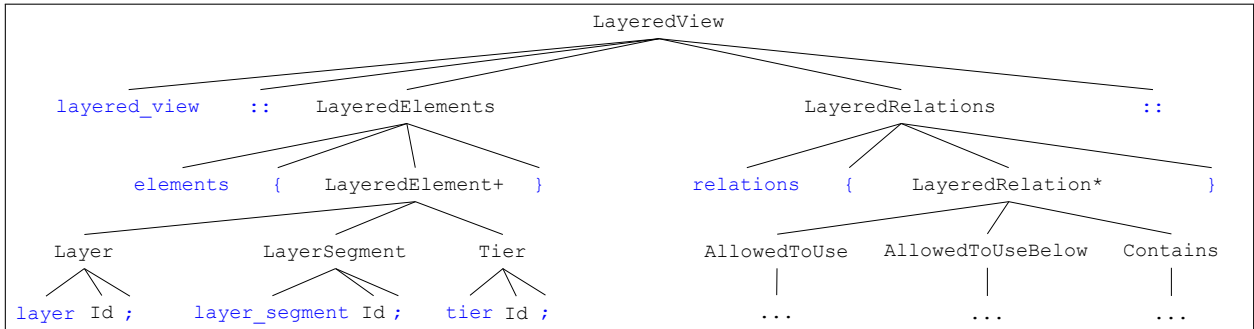 LayeredView
layered_view :: LayeredElements LayeredRelations ::
elements { LayeredElement+ } relations { LayeredRelation* }
Layer LayerSegment Tier AllowedToUse AllowedToUseBelow Contains
layer Id ; layer_segment Id ; tier Id ; ... ... ...